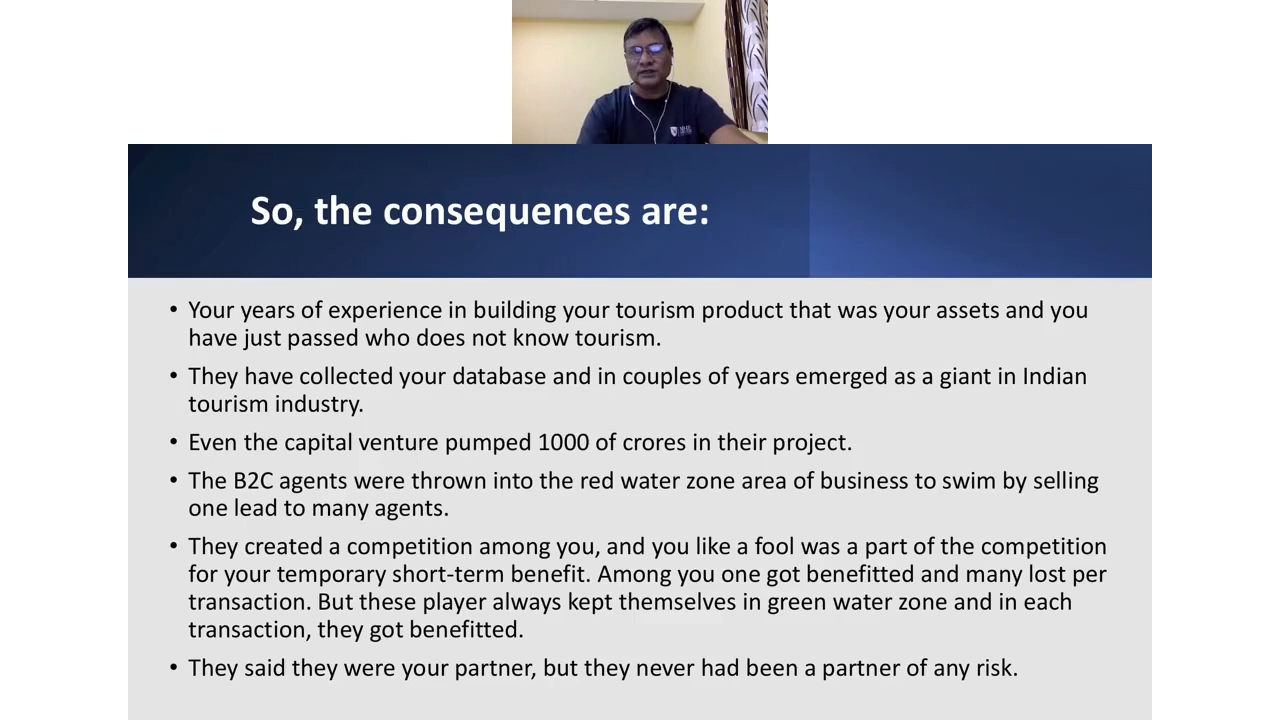 So, the consequences are:
• Your years of experience in building your tourism product that was your assets and you
have just passed who does not know tourism.
• They have collected your database and in couples of years emerged as a giant in Indian
tourism industry.
• Even the capital venture pumped 1000 of crores in their project.
• The B2C agents were thrown into the red water zone area of business to swim by selling
one lead to many agents.
• They created a competition among you, and you like a fool was a part of the competition
for your temporary short-term benefit. Among you one got benefitted and many lost per
transaction. But these player always kept themselves in green water zone and in each
transaction, they got benefitted.
• They said they were your partner, but they never had been a partner of any risk.